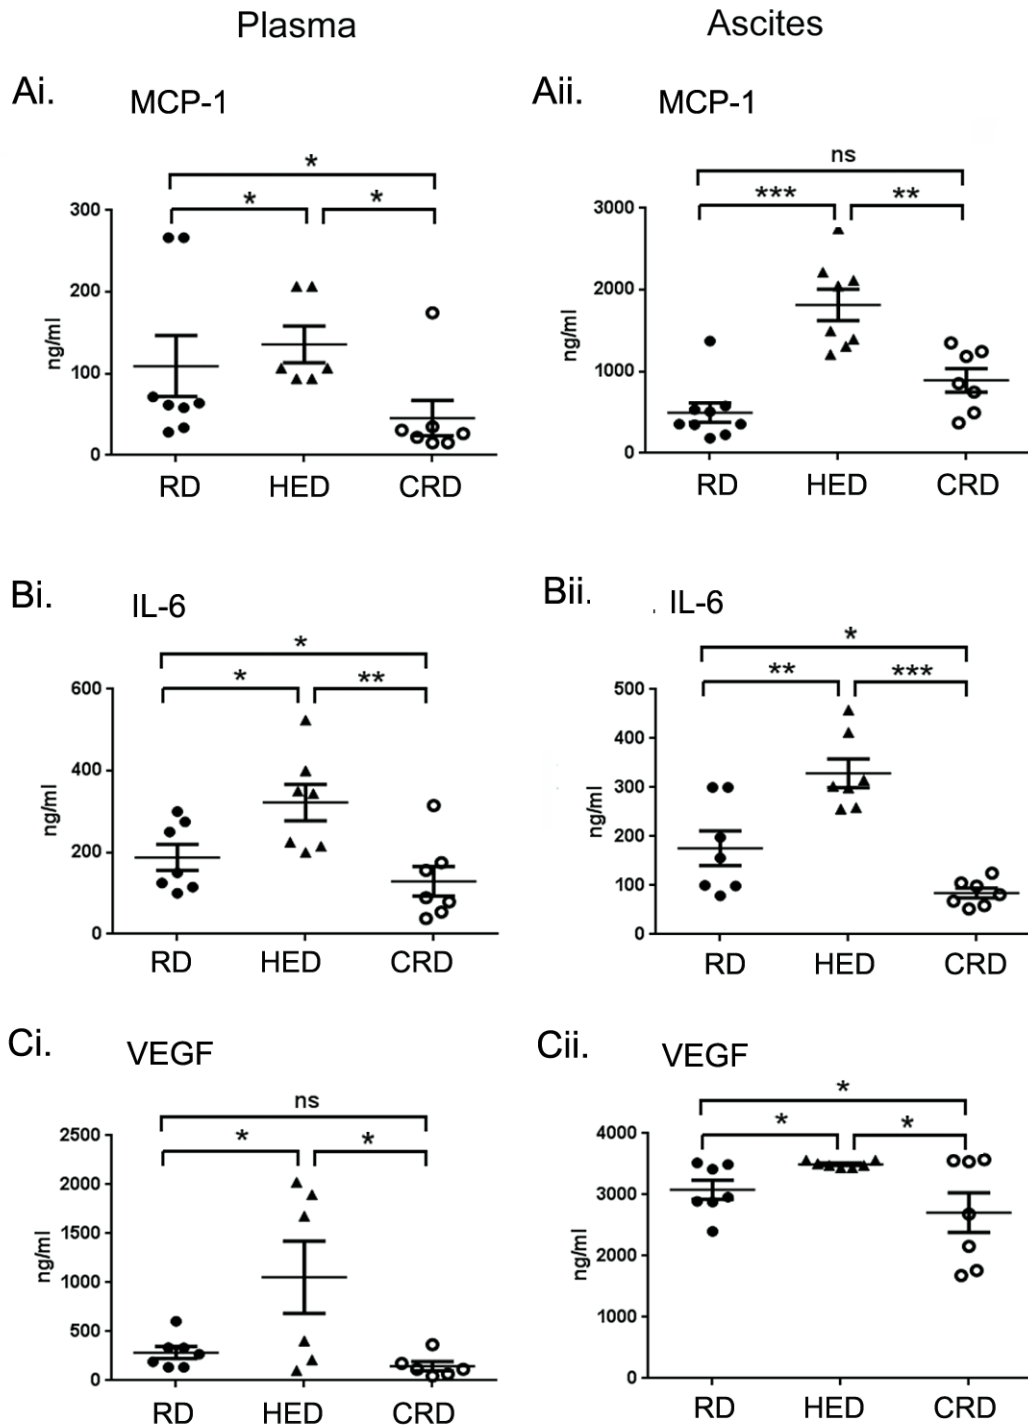 Plasma Ascites
Ai. MCP-1
*
* *
300
200
100
0
ng/ml
RD HED CRD
Aii. MCP-1
ns
*** **
3000
2000
1000
0
ng/ml
RD HED CRD
Bi. IL-6
*
* **
600
400
200
0
ng/ml
RD HED CRD
Bii. IL-6
*
** ***
500
400
300
200
100
0
ng/ml
RD HED CRD
Ci. VEGF
ns
* *
2500
2000
1500
1000
500
0
ng/ml
RD HED CRD
Cii. VEGF
*
* *
4000
3000
2000
1000
0
ng/ml
RD HED CRD